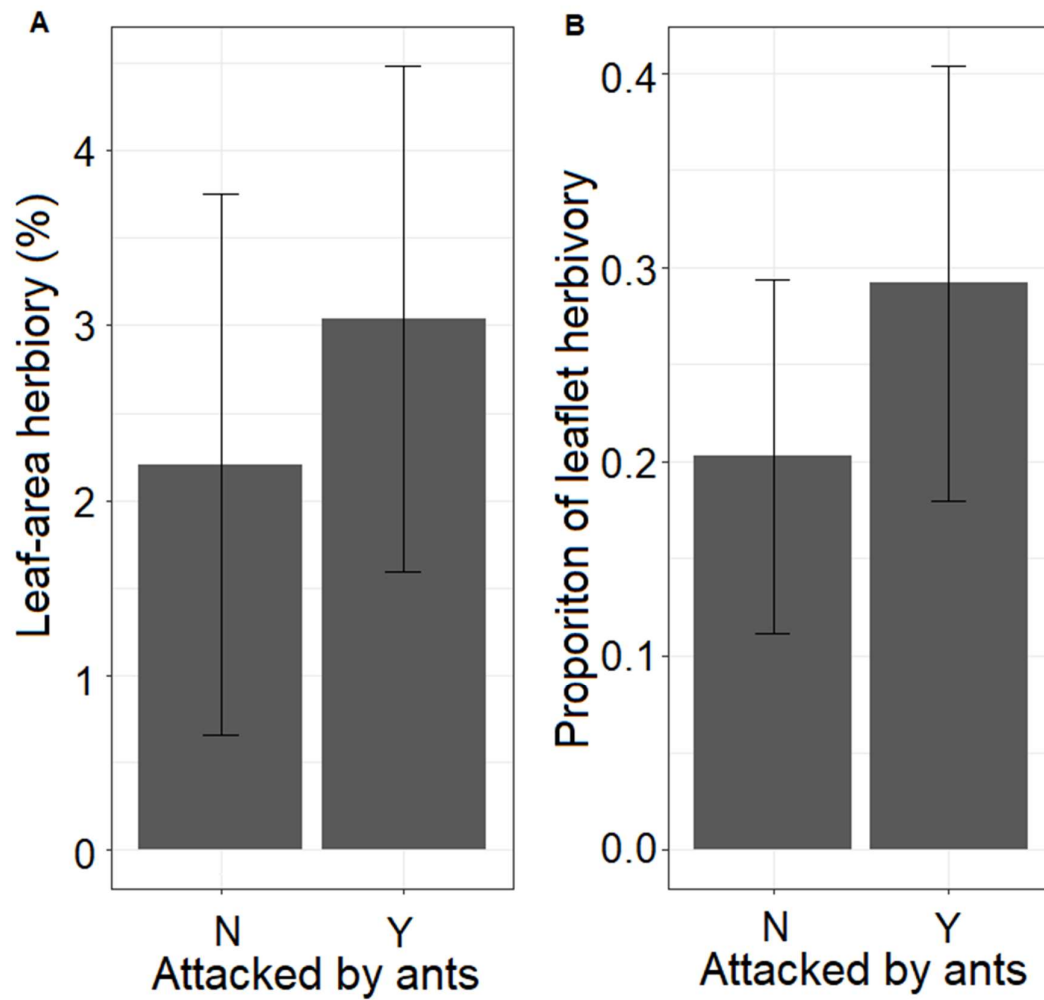 A
Leaf-area herbiory (%)
4
3
2
1
0
N Y
Attacked by ants
B
Proporiton of leaflet herbivory
0.4
0.3
0.2
0.1
0.0
N Y
Attacked by ants